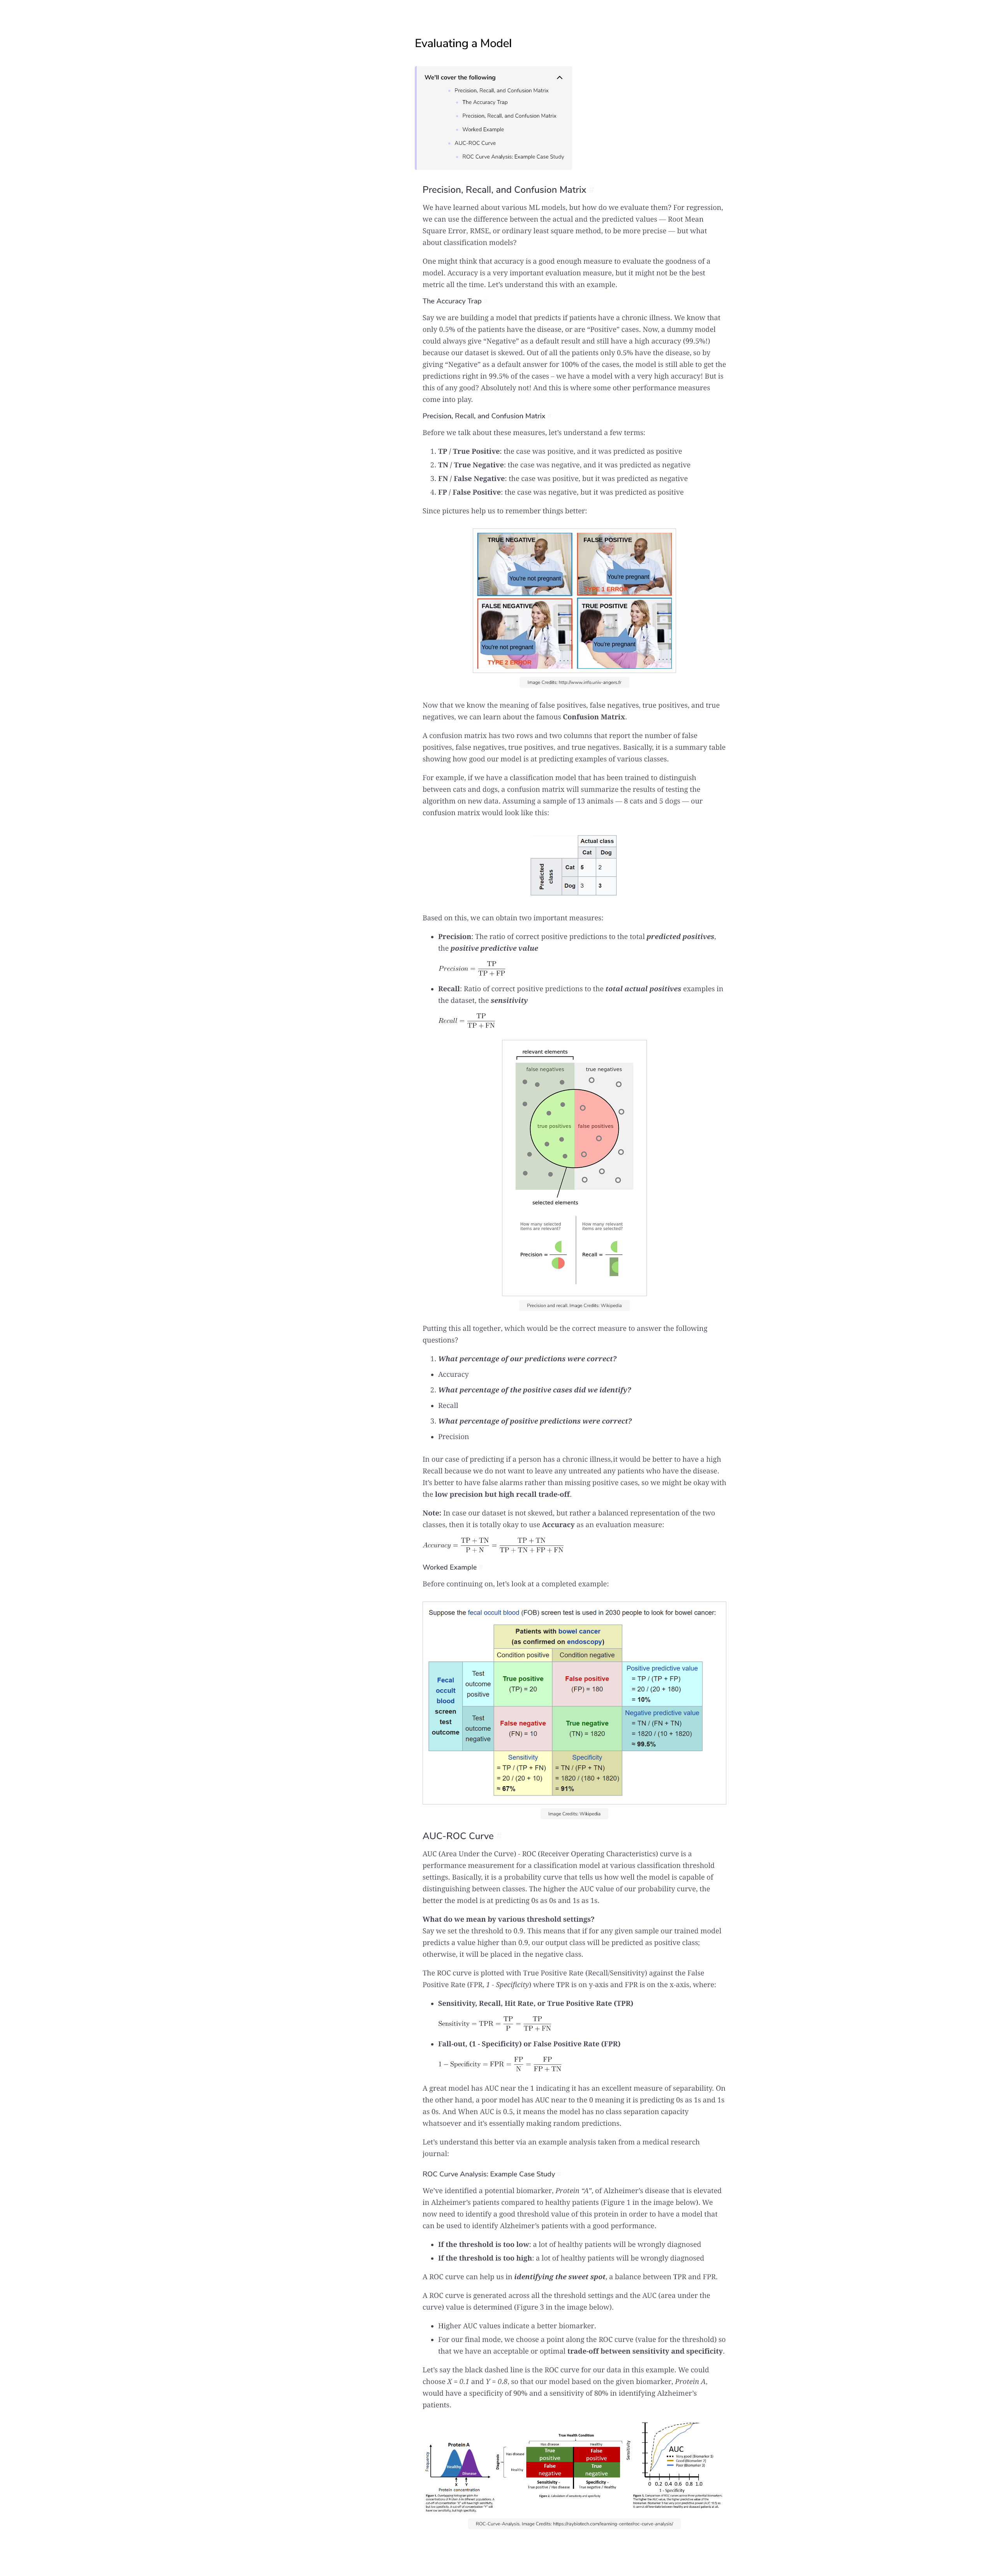 Evaluating a Model
We'll cover the following
Precision, Recall, and Confusion Matrix
The Accuracy Trap
Precision, Recall, and Confusion Matrix
Worked Example
AUC-ROC Curve
ROC Curve Analysis: Example Case Study
Precision, Recall, and Confusion Matrix
We have learned about various ML models, but how do we evaluate them? For regression,
we can use the difference between the actual and the predicted values — Root Mean
Square Error, RMSE, or ordinary least square method, to be more precise — but what
about classification models?
One might think that accuracy is a good enough measure to evaluate the goodness of a
model. Accuracy is a very important evaluation measure, but it might not be the best
metric all the time. Let's understand this with an example.
The Accuracy Trap
Say we are building a model that predicts if patients have a chronic illness. We know that
only 0.5% of the patients have the disease, or are “Positive” cases. Now, a dummy model
could always give “Negative” as a default result and still have a high accuracy (99.5%!)
because our dataset is skewed. Out of all the patients only 0.5% have the disease, so by
giving “Negative” as a default answer for 100% of the cases, the model is still able to get the
predictions right in 99.5% of the cases – we have a model with a very high accuracy! But is
this of any good? Absolutely not! And this is where some other performance measures
come into play.
Precision, Recall, and Confusion Matrix
Before we talk about these measures, let's understand a few terms:
1. TP / True Positive: the case was positive, and it was predicted as positive
2. TN / True Negative: the case was negative, and it was predicted as negative
3. FN / False Negative: the case was positive, but it was predicted as negative
4. FP / False Positive: the case was negative, but it was predicted as positive
Since pictures help us to remember things better:
TRUE NEGATIVE
You're not pregnant
FALSE POSITIVE
You're pregnant
TYPE 1 ERROR
FALSE NEGATIVE
You're not pregnant
TYPE 2 ERROR
TRUE POSITIVE
You're pregnant
Image Credits: http://www.info.univ-angers.fr
Now that we know the meaning of false positives, false negatives, true positives, and true
negatives, we can learn about the famous Confusion Matrix.
A confusion matrix has two rows and two columns that report the number of false
positives, false negatives, true positives, and true negatives. Basically, it is a summary table
showing how good our model is at predicting examples of various classes.
For example, if we have a classification model that has been trained to distinguish
between cats and dogs, a confusion matrix will summarize the results of testing the
algorithm on new data. Assuming a sample of 13 animals — 8 cats and 5 dogs — our
confusion matrix would look like this:
Actual class
Cat Dog
Predicted class
Cat 5 2
Dog 3 3
Based on this, we can obtain two important measures:
• Precision: The ratio of correct positive predictions to the total predicted positives,
the positive predictive value
Precision = TP / TP + FP
• Recall: Ratio of correct positive predictions to the total actual positives examples in
the dataset, the sensitivity
Recall = TP / TP + FN
relevant elements
false negatives true negatives
true positives false positives
selected elements
How many selected
items are relevant?
How many relevant
items are selected?
Precision =
Recall =
Precision and recall. Image Credits: Wikipedia
Putting this all together, which would be the correct measure to answer the following
questions?
1. What percentage of our predictions were correct?
• Accuracy
2. What percentage of the positive cases did we identify?
• Recall
3. What percentage of positive predictions were correct?
• Precision
In our case of predicting if a person has a chronic illness,it would be better to have a high
Recall because we do not want to leave any untreated any patients who have the disease.
It's better to have false alarms rather than missing positive cases, so we might be okay with
the low precision but high recall trade-off.
Note: In case our dataset is not skewed, but rather a balanced representation of the two
classes, then it is totally okay to use Accuracy as an evaluation measure:
Accuracy = TP + TN / P + N = TP + TN / TP + TN + FP + FN
Worked Example
Before continuing on, let's look at a completed example:
Suppose the fecal occult blood (FOB) screen test is used in 2030 people to look for bowel cancer:
Patients with bowel cancer
(as confirmed on endoscopy)
Condition positive Condition negative
Fecal
occult
blood
screen
test
outcome
Test
outcome
positive
True positive
(TP) = 20
False positive
(FP) = 180
Positive predictive value
= TP / (TP + FP)
= 20 / (20 + 180)
= 10%
Test
outcome
negative
False negative
(FN) = 10
True negative
(TN) = 1820
Negative predictive value
= TN / (FN + TN)
= 1820 / (10 + 1820)
≈ 99.5%
Sensitivity
= TP / (TP + FN)
= 20 / (20 + 10)
≈ 67%
Specificity
= TN / (FP + TN)
= 1820 / (180 + 1820)
= 91%
Image Credits: Wikipedia
AUC-ROC Curve
AUC (Area Under the Curve) - ROC (Receiver Operating Characteristics) curve is a
performance measurement for a classification model at various classification threshold
settings. Basically, it is a probability curve that tells us how well the model is capable of
distinguishing between classes. The higher the AUC value of our probability curve, the
better the model is at predicting 0s as 0s and 1s as 1s.
What do we mean by various threshold settings?
Say we set the threshold to 0.9. This means that if for any given sample our trained model
predicts a value higher than 0.9, our output class will be predicted as positive class;
otherwise, it will be placed in the negative class.
The ROC curve is plotted with True Positive Rate (Recall/Sensitivity) against the False
Positive Rate (FPR, 1 - Specificity) where TPR is on y-axis and FPR is on the x-axis, where:
• Sensitivity, Recall, Hit Rate, or True Positive Rate (TPR)
Sensitivity = TPR = TP / P = TP / TP + FN
• Fall-out, (1 - Specificity) or False Positive Rate (FPR)
1 − Specificity = FPR = FP / N = FP / FP + TN
A great model has AUC near the 1 indicating it has an excellent measure of separability. On
the other hand, a poor model has AUC near to the 0 meaning it is predicting 0s as 1s and 1s
as 0s. And When AUC is 0.5, it means the model has no class separation capacity
whatsoever and it's essentially making random predictions.
Let's understand this better via an example analysis taken from a medical research
journal:
ROC Curve Analysis: Example Case Study
We've identified a potential biomarker, Protein “A”, of Alzheimer's disease that is elevated
in Alzheimer's patients compared to healthy patients (Figure 1 in the image below). We
now need to identify a good threshold value of this protein in order to have a model that
can be used to identify Alzheimer's patients with a good performance.
• If the threshold is too low: a lot of healthy patients will be wrongly diagnosed
• If the threshold is too high: a lot of healthy patients will be wrongly diagnosed
A ROC curve can help us in identifying the sweet spot, a balance between TPR and FPR.
A ROC curve is generated across all the threshold settings and the AUC (area under the
curve) value is determined (Figure 3 in the image below).
• Higher AUC values indicate a better biomarker.
• For our final mode, we choose a point along the ROC curve (value for the threshold) so
that we have an acceptable or optimal trade-off between sensitivity and specificity.
Let's say the black dashed line is the ROC curve for our data in this example. We could
choose X = 0.1 and Y = 0.8, so that our model based on the given biomarker, Protein A,
would have a specificity of 90% and a sensitivity of 80% in identifying Alzheimer's
patients.
Protein A
Frequency
Healthy
Disease
X Y
Protein concentration
True Health Condition
Has disease Healthy
Diagnosis
Has disease
True
positive
False
positive
Healthy
False
negative
True
negative
Sensitivity -
True positive / Has disease
Specificity -
True negative / Healthy
Figure 2. Calculation of sensitivity and specificity.
Sensitivity
AUC
0 0.2 0.4 0.6 0.8 1.0
1 - Specificity
ROC-Curve-Analysis. Image Credits: https://raybiotech.com/learning-center/roc-curve-analysis/